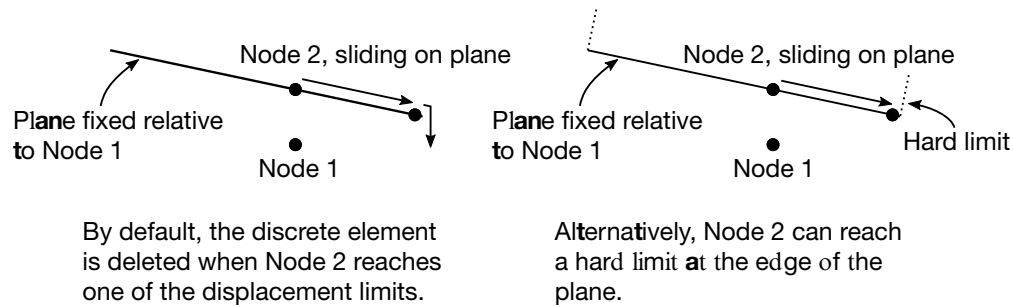 Node 2, sliding on plane
Plane fixed relative
to Node 1
Node 1
By default, the discrete element
is deleted when Node 2 reaches
one of the displacement limits.
Node 2, sliding on plane
Plane fixed relative
to Node 1
Hard limit
Node 1
Alternatively, Node 2 can reach
a hard limit at the edge of the
plane.